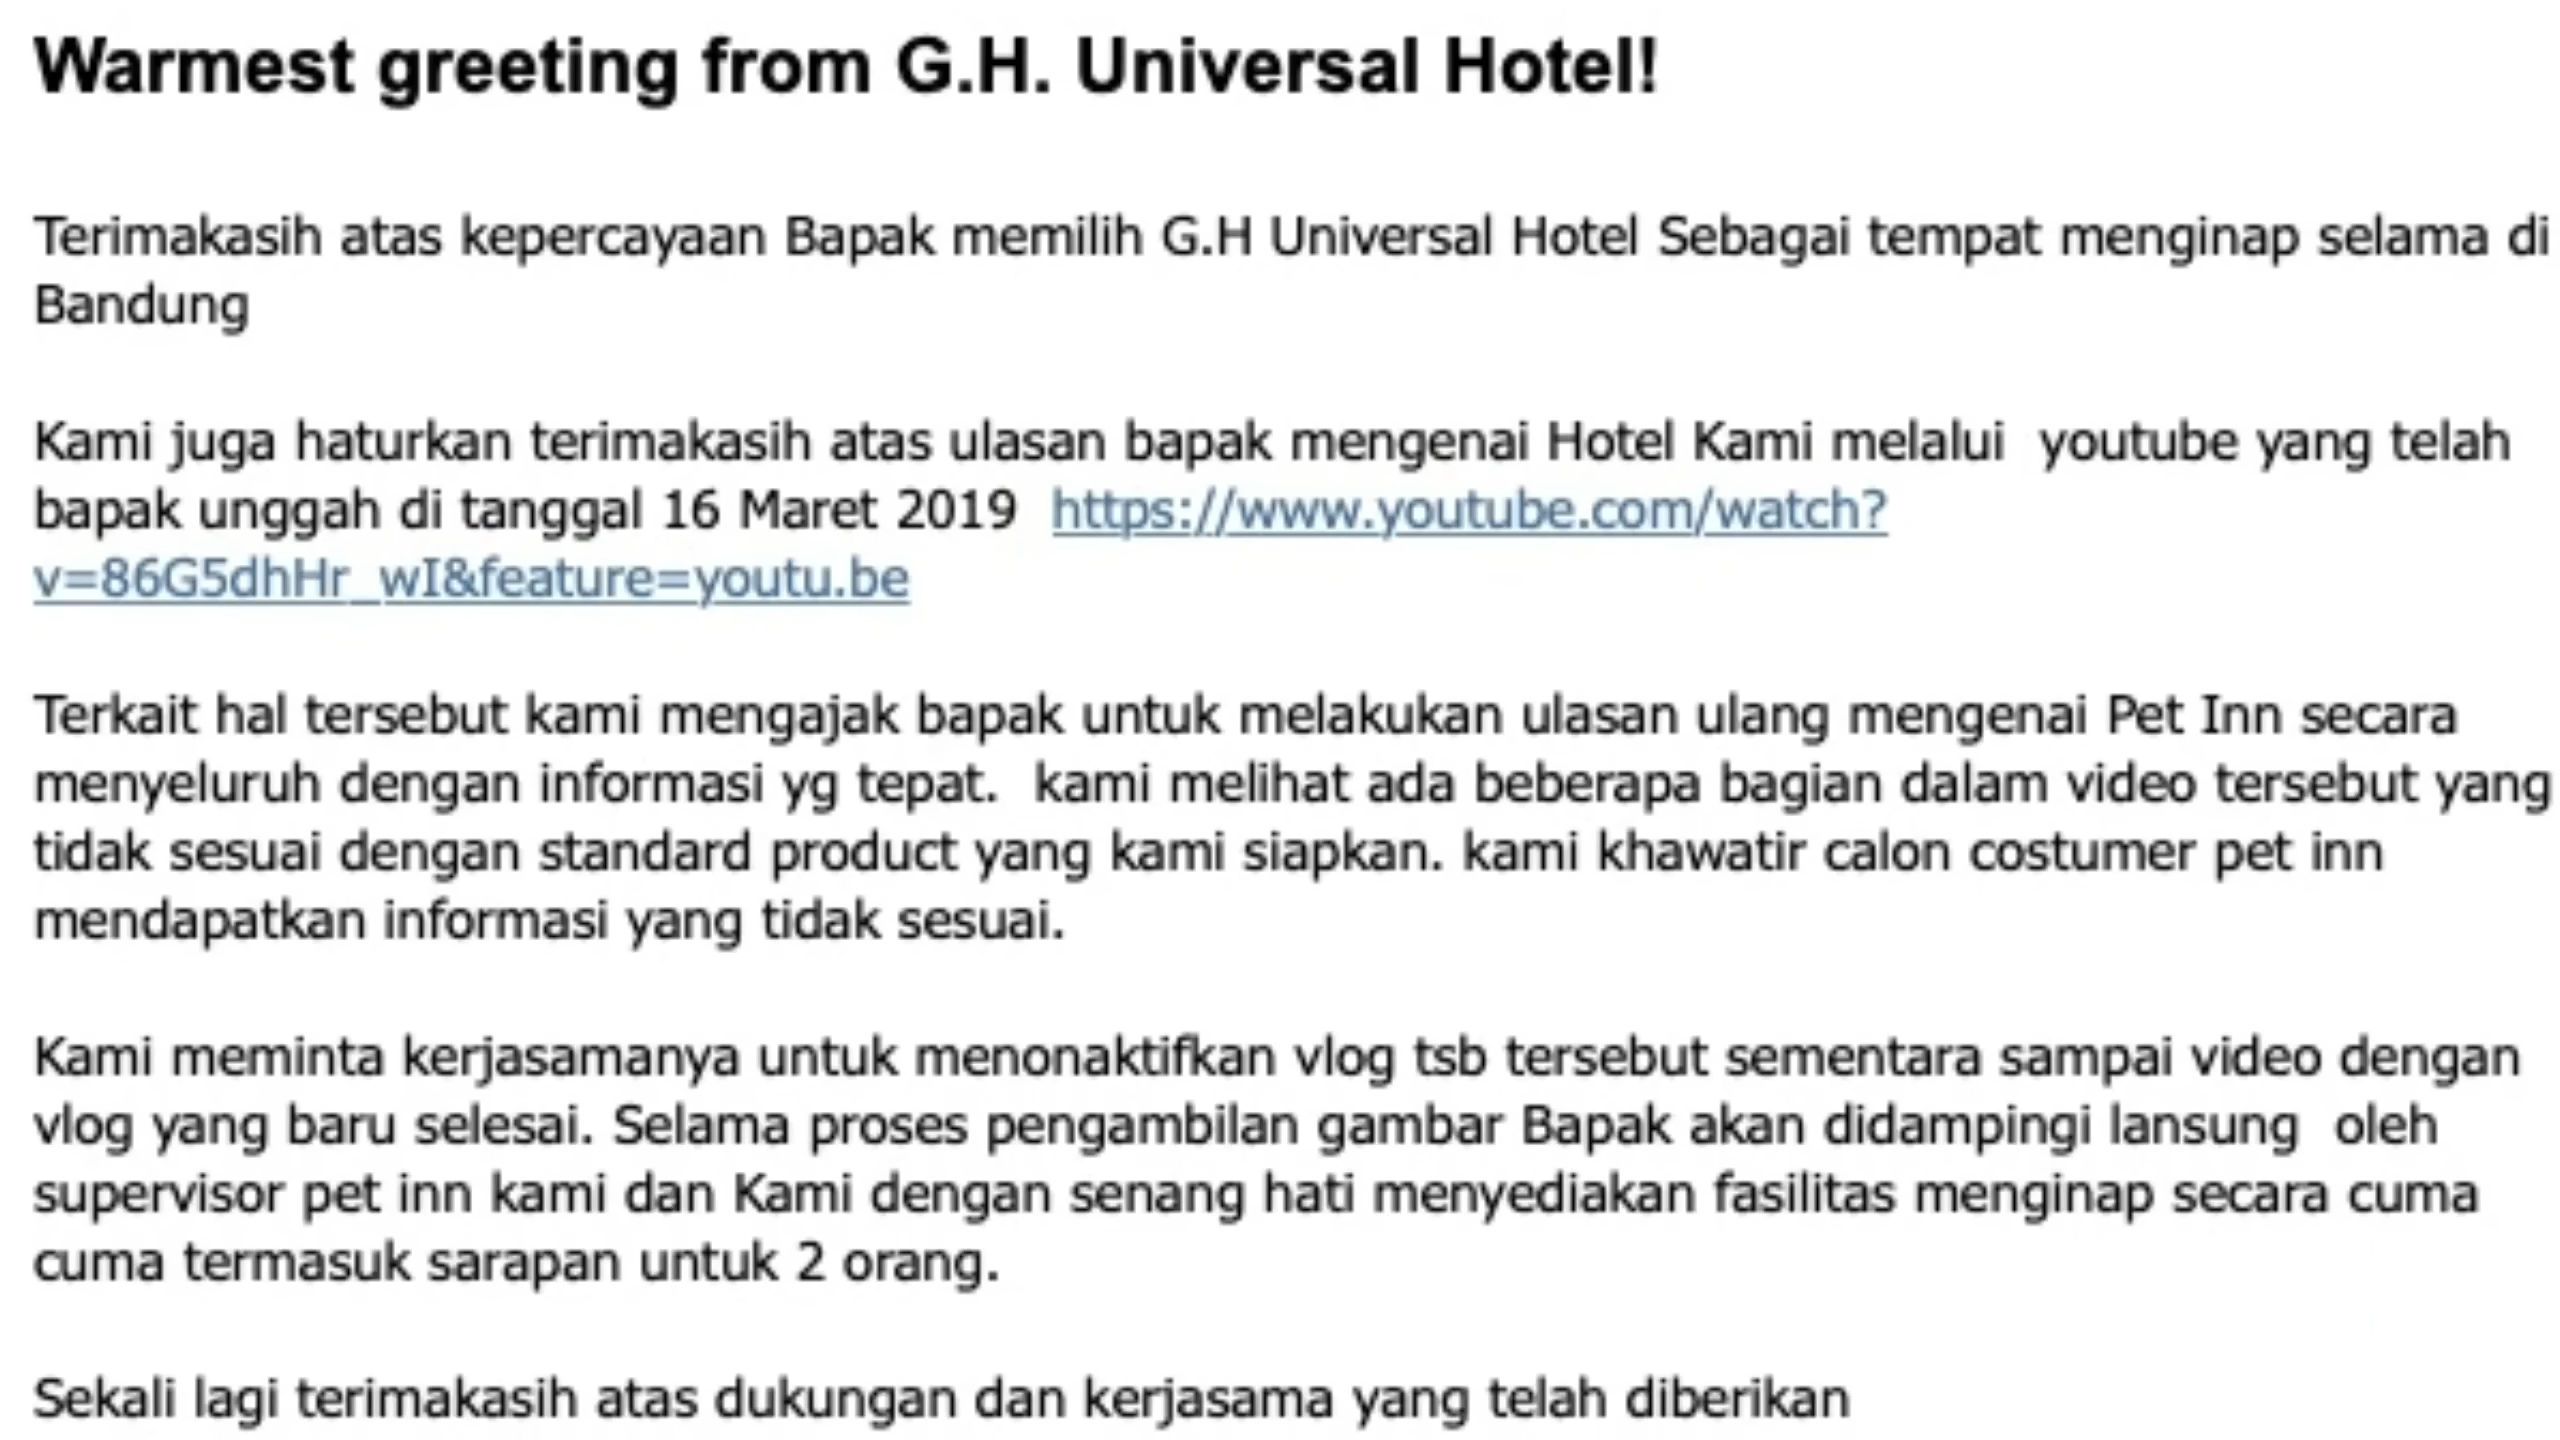 Warmest greeting from G.H. Universal Hotel!
Terimakasih atas kepercayaan Bapak memilih G.H Universal Hotel Sebagai tempat menginap selama di
Bandung
Kami juga haturkan terimakasih atas ulasan bapak mengenai Hotel Kami melalui  youtube yang telah
bapak unggah di tanggal 16 Maret 2019  https://www.youtube.com/watch?
v=86G5dhHr_wI&feature=youtu.be
Terkait hal tersebut kami mengajak bapak untuk melakukan ulasan ulang mengenai Pet Inn secara
menyeluruh dengan informasi yg tepat.  kami melihat ada beberapa bagian dalam video tersebut yang
tidak sesuai dengan standard product yang kami siapkan. kami khawatir calon costumer pet inn
mendapatkan informasi yang tidak sesuai.
Kami meminta kerjasamanya untuk menonaktifkan vlog tsb tersebut sementara sampai video dengan
vlog yang baru selesai. Selama proses pengambilan gambar Bapak akan didampingi lansung  oleh
supervisor pet inn kami dan Kami dengan senang hati menyediakan fasilitas menginap secara cuma
cuma termasuk sarapan untuk 2 orang.
Sekali lagi terimakasih atas dukungan dan kerjasama yang telah diberikan